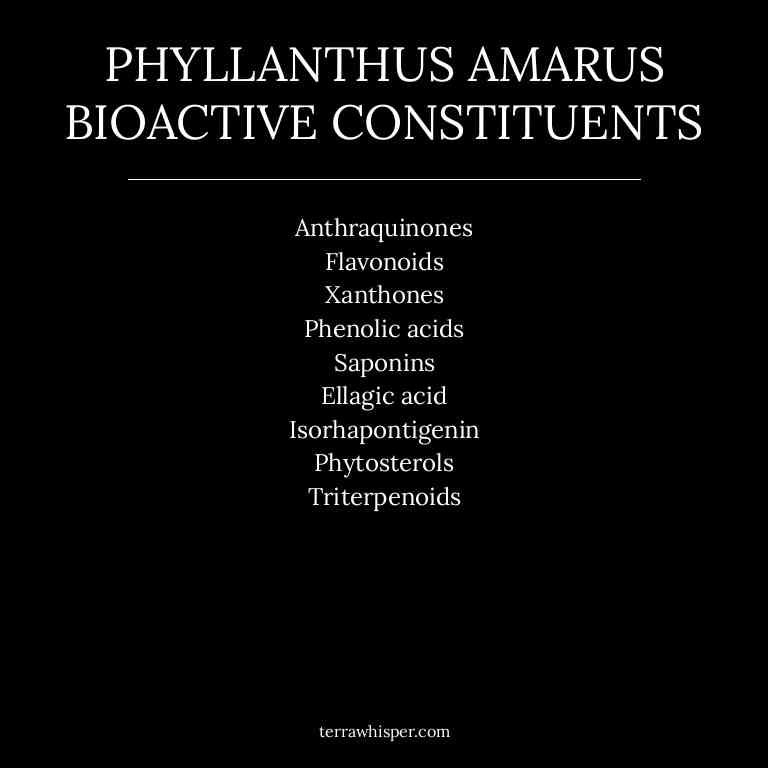 PHYLLANTHUS AMARUS
BIOACTIVE CONSTITUENTS
Anthraquinones
Flavonoids
Xanthones
Phenolic acids
Saponins
Ellagic acid
Isorhapontigenin
Phytosterols
Triterpenoids
terrawhisper.com